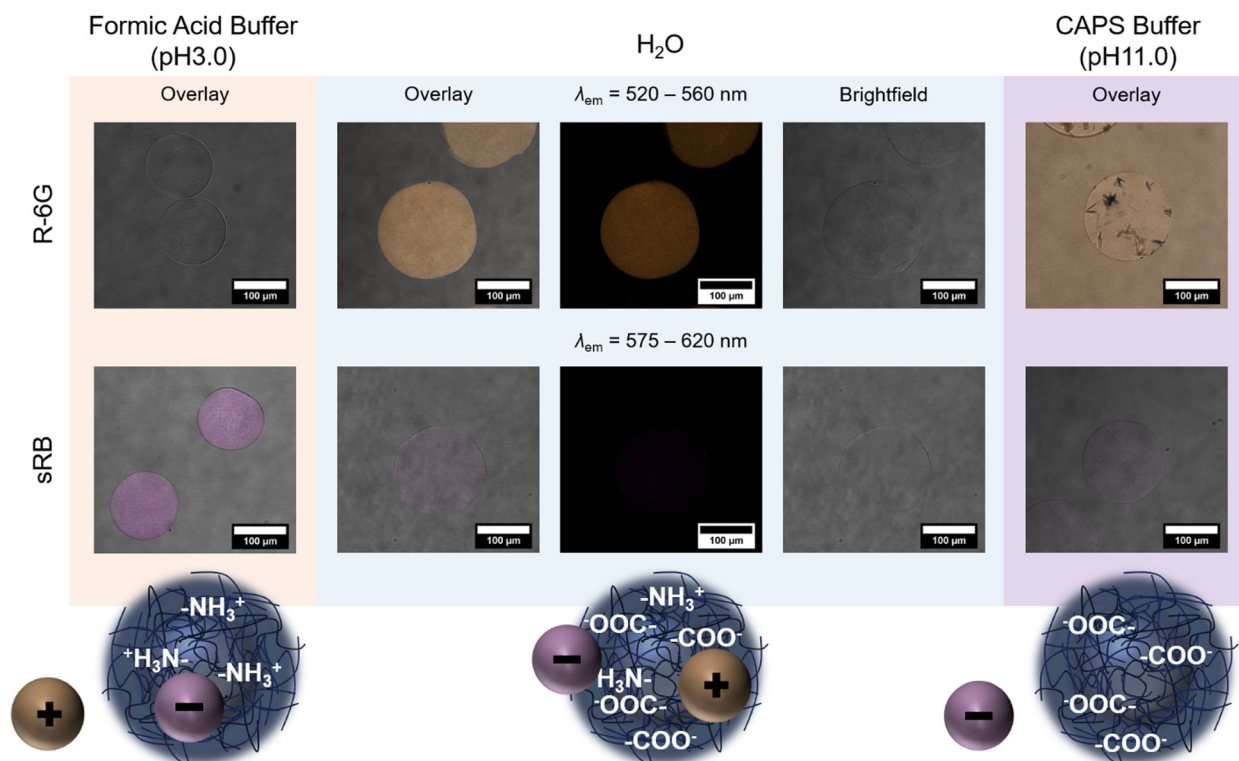 Formic Acid Buffer
(pH3.0)
H₂O
CAPS Buffer
(pH11.0)
Overlay
Overlay
λem = 520 – 560 nm
Brightfield
Overlay
R-6G
100 µm
100 µm
100 µm
100 µm
100 µm
λem = 575 – 620 nm
sRB
100 µm
100 µm
100 µm
100 µm
100 µm
-NH₃⁺
⁺H₃N-
-NH₃⁺
+
−
-NH₃⁺
⁻OOC-
-COO⁻
−
H₃N-
+
⁻OOC-
-COO⁻
⁻OOC-
-COO⁻
−
⁻OOC-
-COO⁻